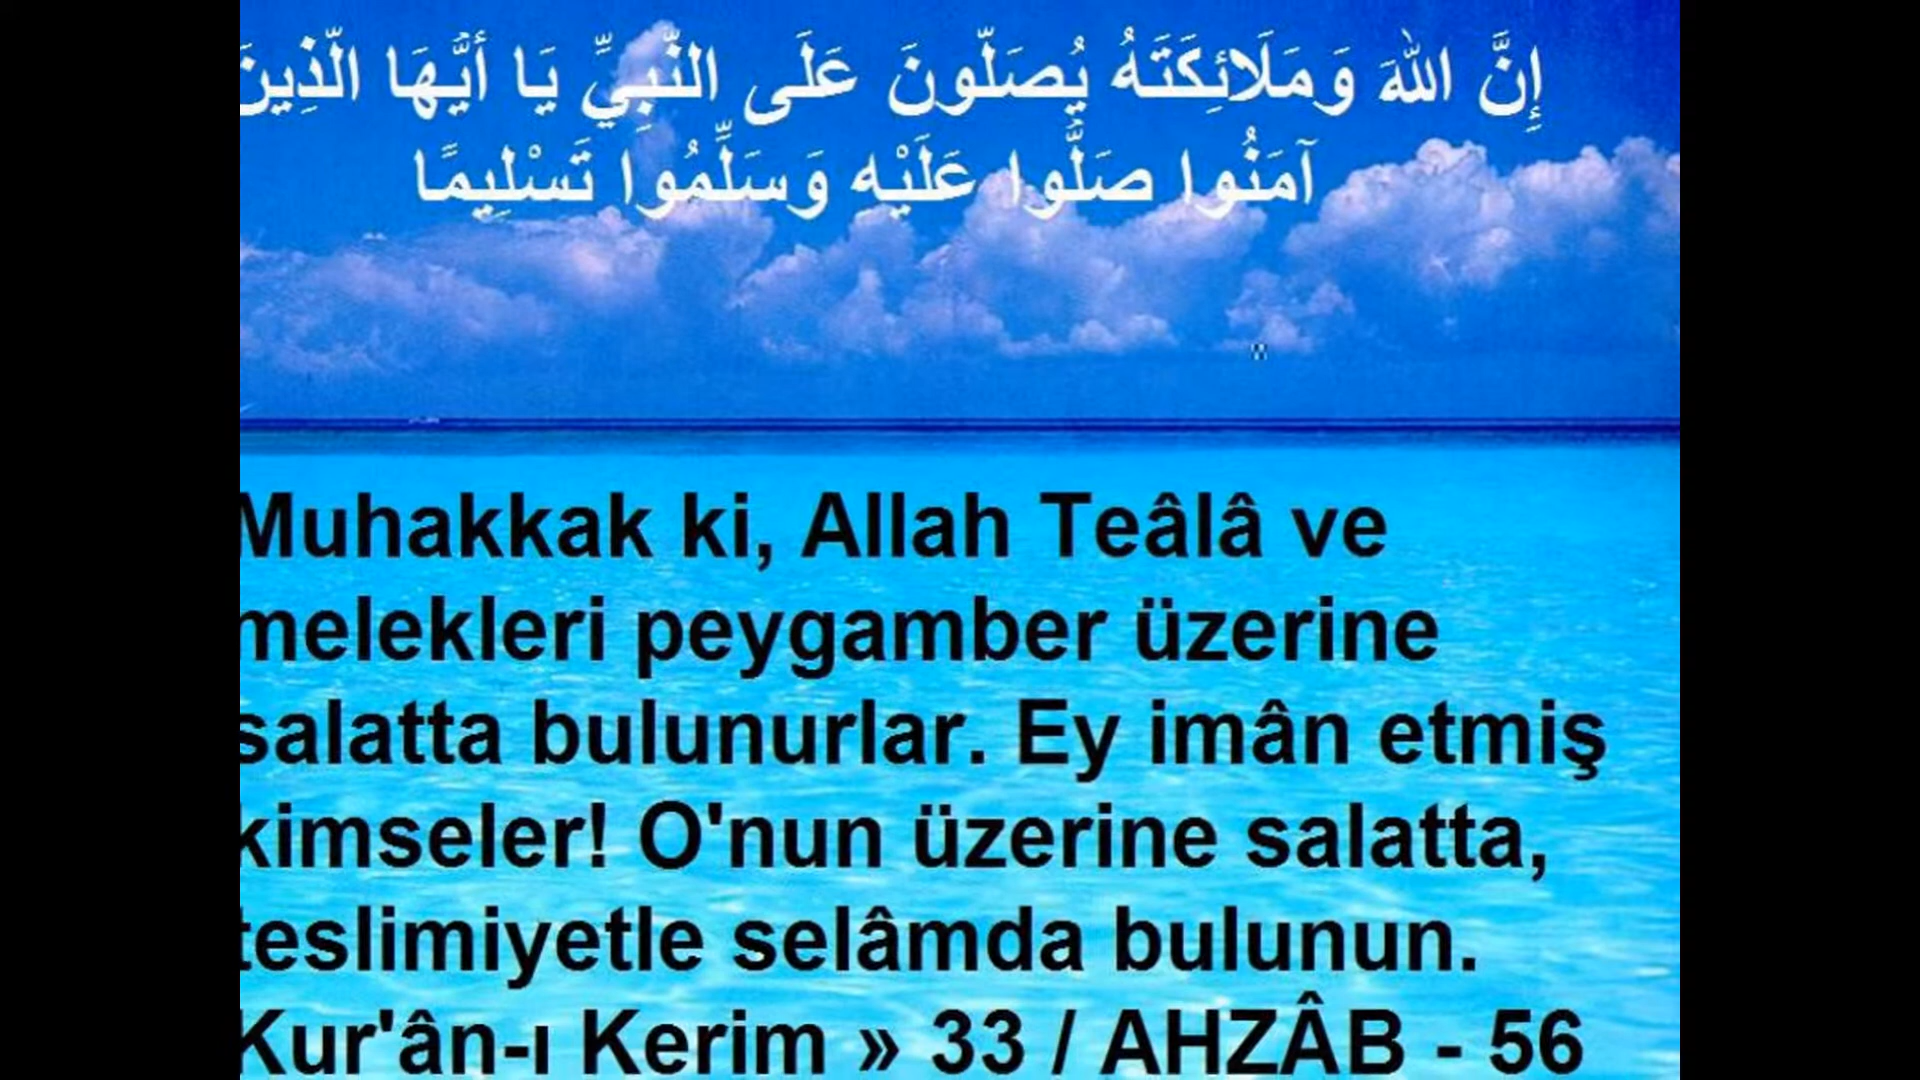 إِنَّ اللهَ وَمَلَائِكَتَهُ يُصَلّونَ عَلَى النّبِيِّ يَا أَيُّهَا الّذِينَ
آمَنُوا صَلُّوا عَلَيْهِ وَسَلِّمُوا تَسْلِيمًا
Muhakkak ki, Allah Teâlâ ve
melekleri peygamber üzerine
salatta bulunurlar. Ey imân etmiş
kimseler! O'nun üzerine salatta,
teslimiyetle selâmda bulunun.
Kur'ân-ı Kerim » 33 / AHZÂB - 56